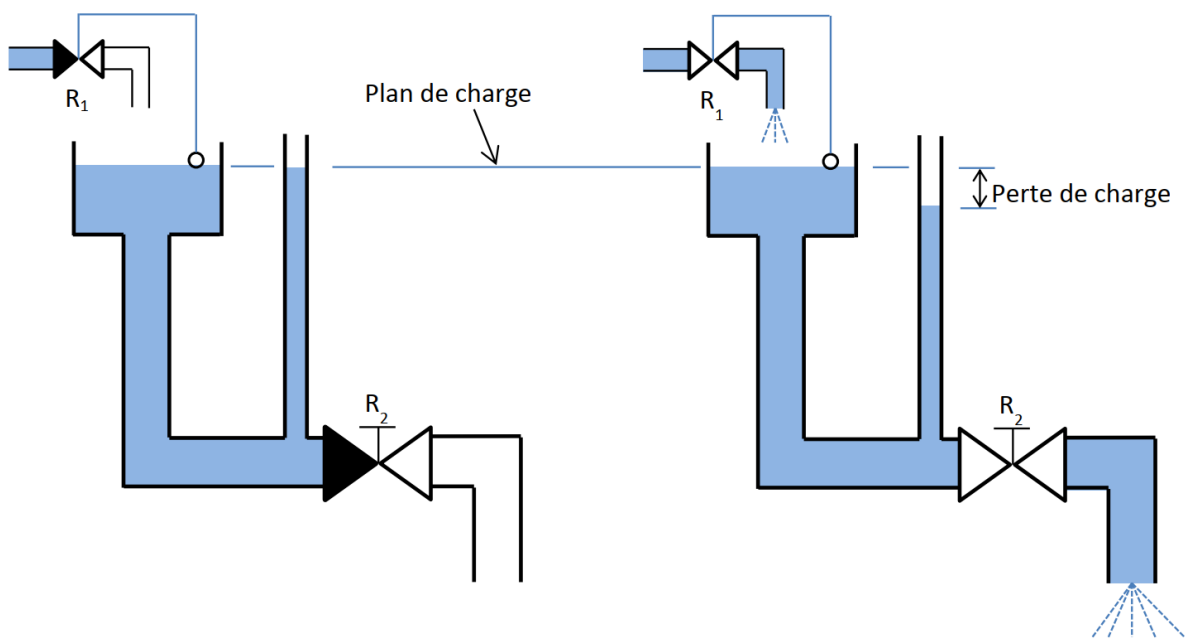 R₁
R₁
Plan de charge
Perte de charge
R₂
R₂